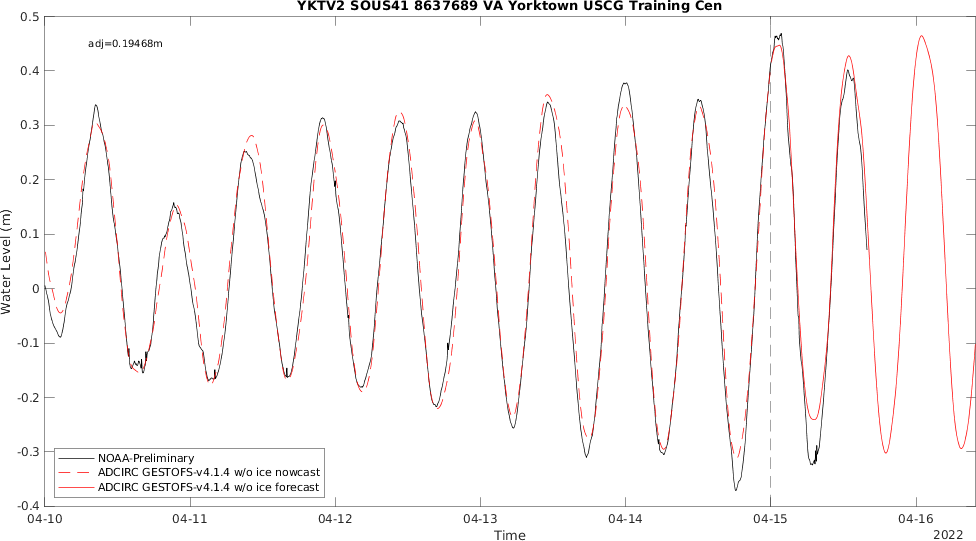 YKTV2 SOUS41 8637689 VA Yorktown USCG Training Cen
adj=0.19468m
0.5
0.4
0.3
0.2
0.1
0
-0.1
-0.2
-0.3
-0.4
Water Level (m)
NOAA-Preliminary
ADCIRC GESTOFS-v4.1.4 w/o ice nowcast
ADCIRC GESTOFS-v4.1.4 w/o ice forecast
04-10 04-11 04-12 04-13 04-14 04-15 04-16
Time
2022